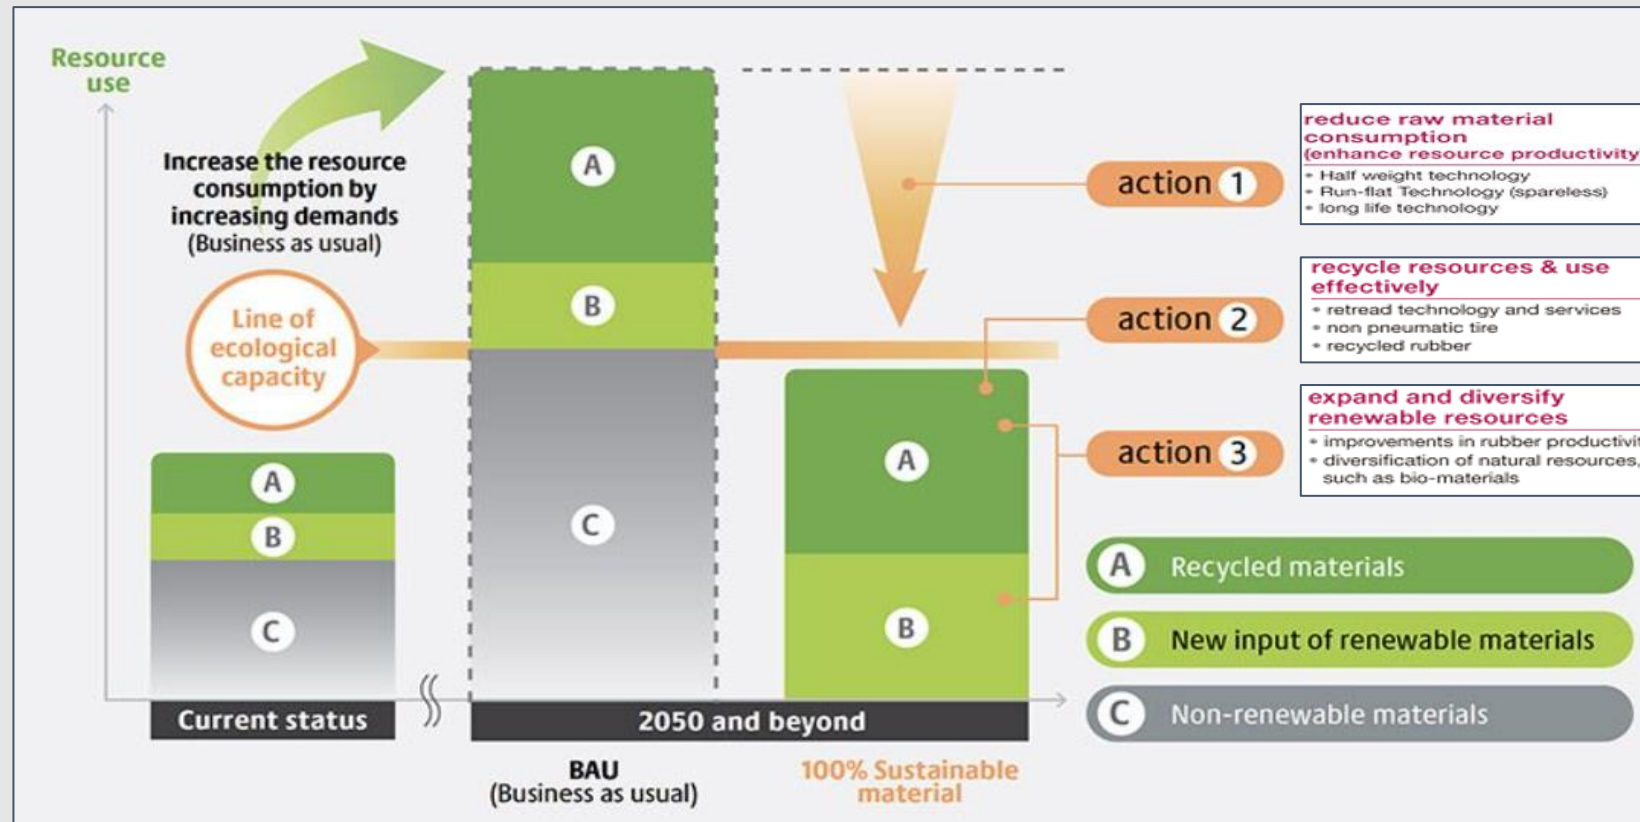 Resource
use
Increase the resource
consumption by
increasing demands
(Business as usual)
Line of
ecological
capacity
A
B
C
A
B
C
A
B
Current status
2050 and beyond
BAU
(Business as usual)
100% Sustainable
material
action 1
reduce raw material
consumption
(enhance resource productivity
• Half weight technology
• Run-flat Technology (spareless)
• long life technology
action 2
recycle resources & use
effectively
• retread technology and services
• non pneumatic tire
• recycled rubber
action 3
expand and diversify
renewable resources
• improvements in rubber productivit
• diversification of natural resources,
such as bio-materials
A Recycled materials
B New input of renewable materials
C Non-renewable materials